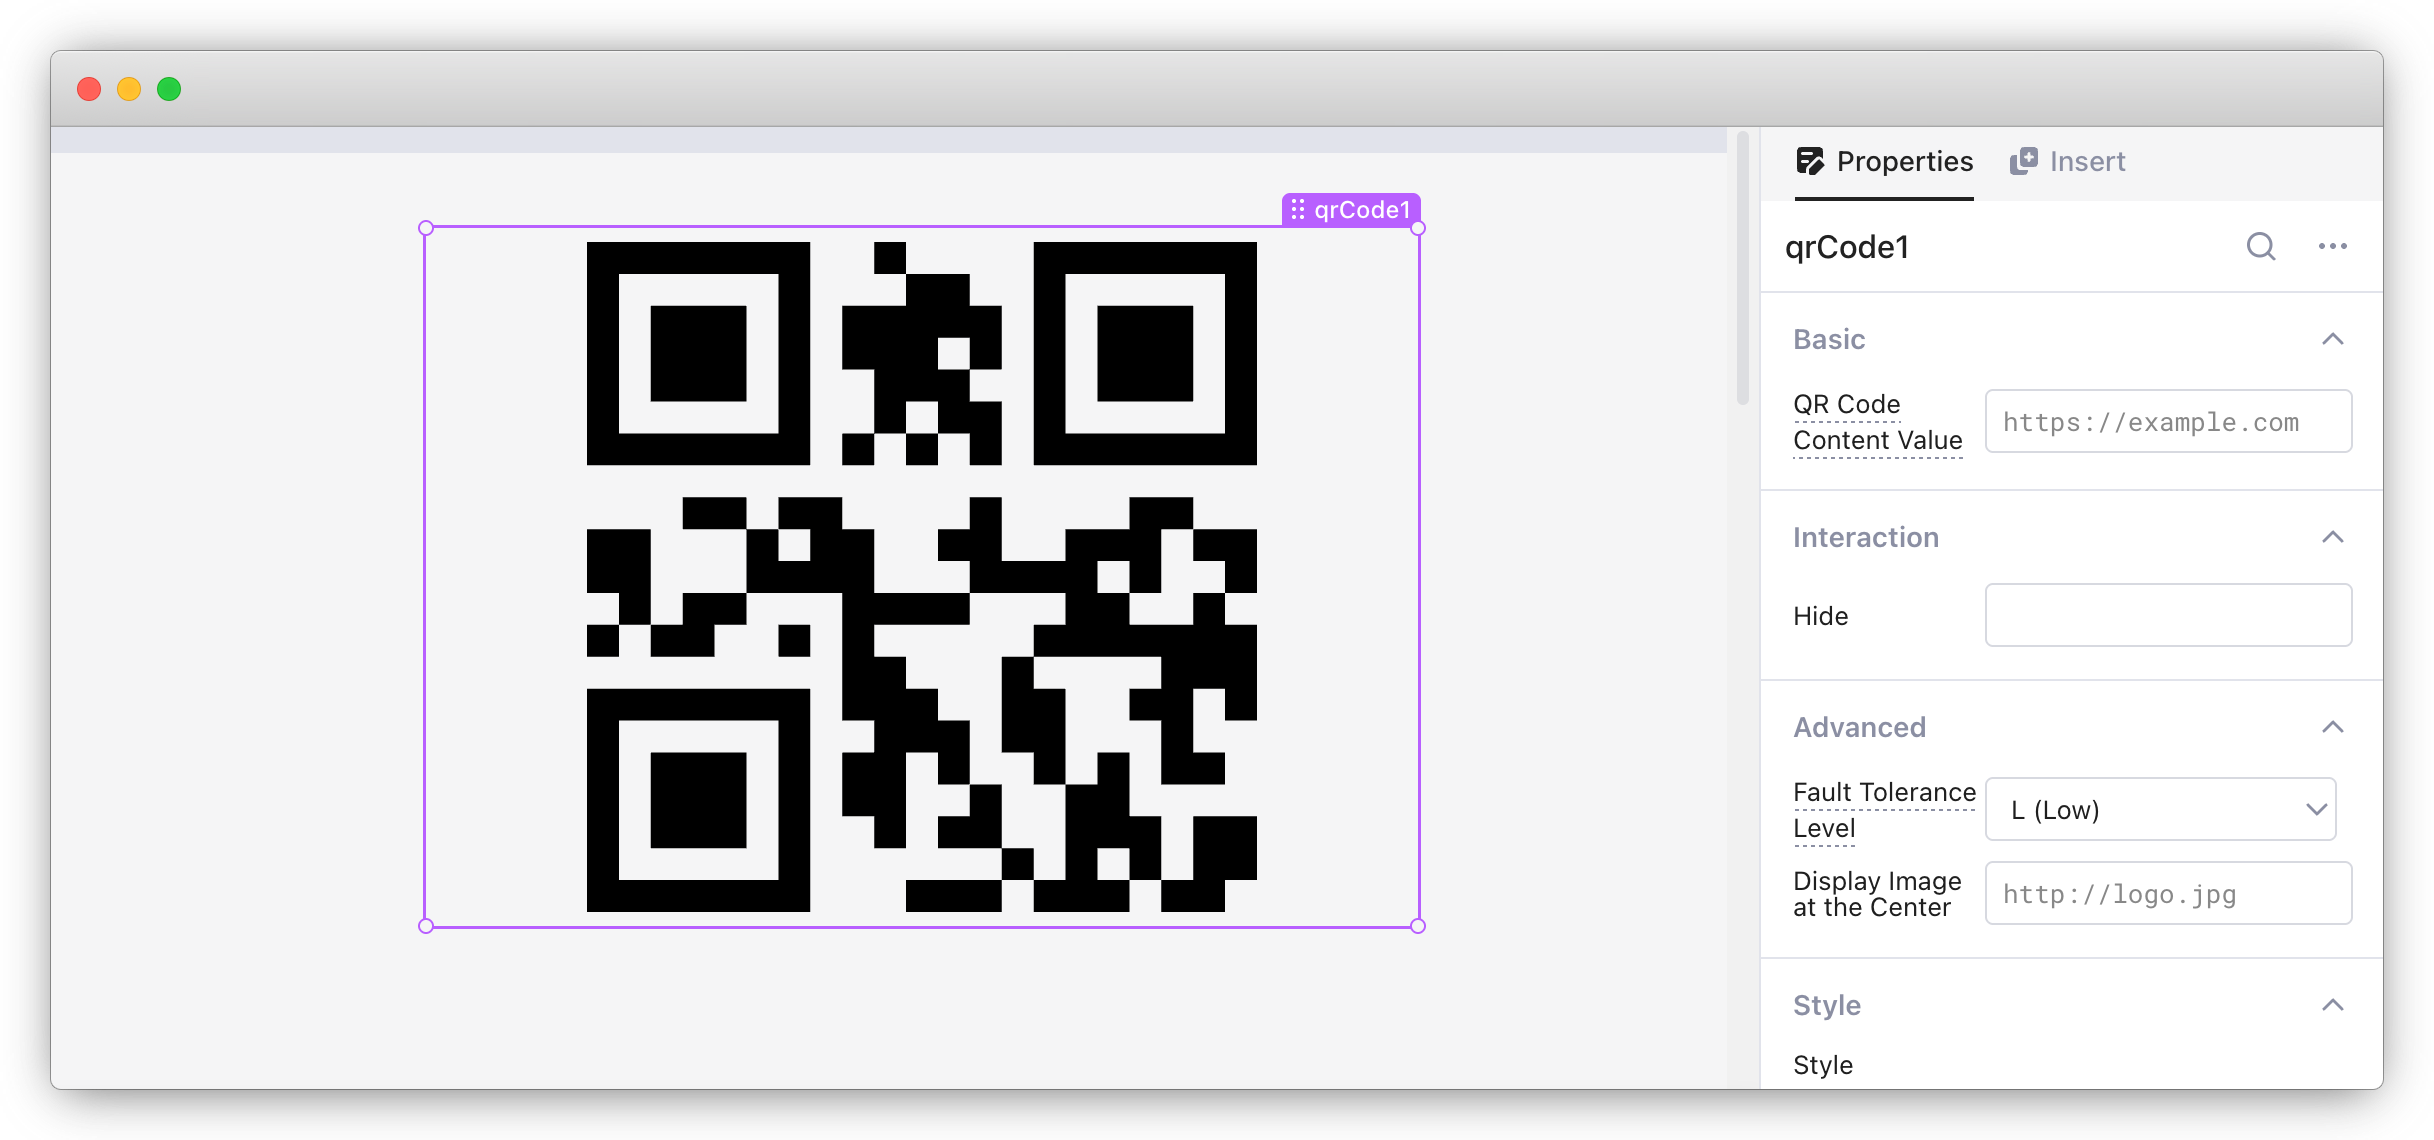 qrCode1
Properties
Insert
qrCode1
Basic
QR Code
Content Value
https://example.com
Interaction
Hide
Advanced
Fault Tolerance
Level
L (Low)
Display Image
at the Center
http://logo.jpg
Style
Style